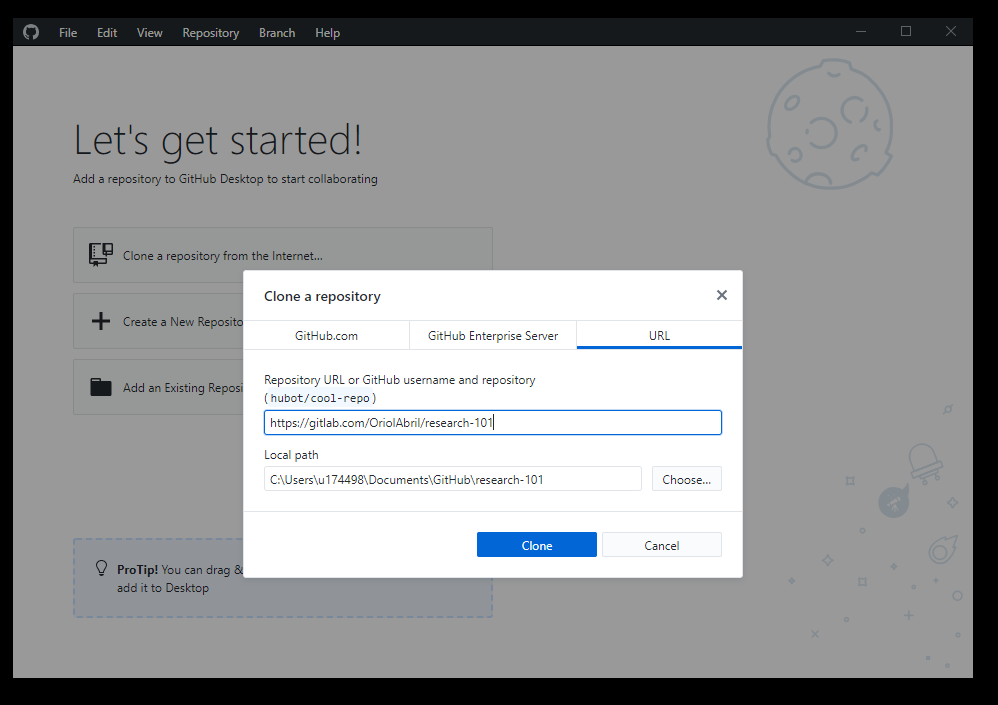 File Edit View Repository Branch Help
Let's get started!
Add a repository to GitHub Desktop to start collaborating
Clone a repository from the Internet...
Create a New Reposito
Add an Existing Reposi
ProTip! You can drag &
add it to Desktop
Clone a repository
GitHub.com GitHub Enterprise Server URL
Repository URL or GitHub username and repository
(hubot/cool-repo)
https://gitlab.com/OriolAbril/research-101
Local path
C:\Users\u174498\Documents\GitHub\research-101 Choose...
Clone Cancel